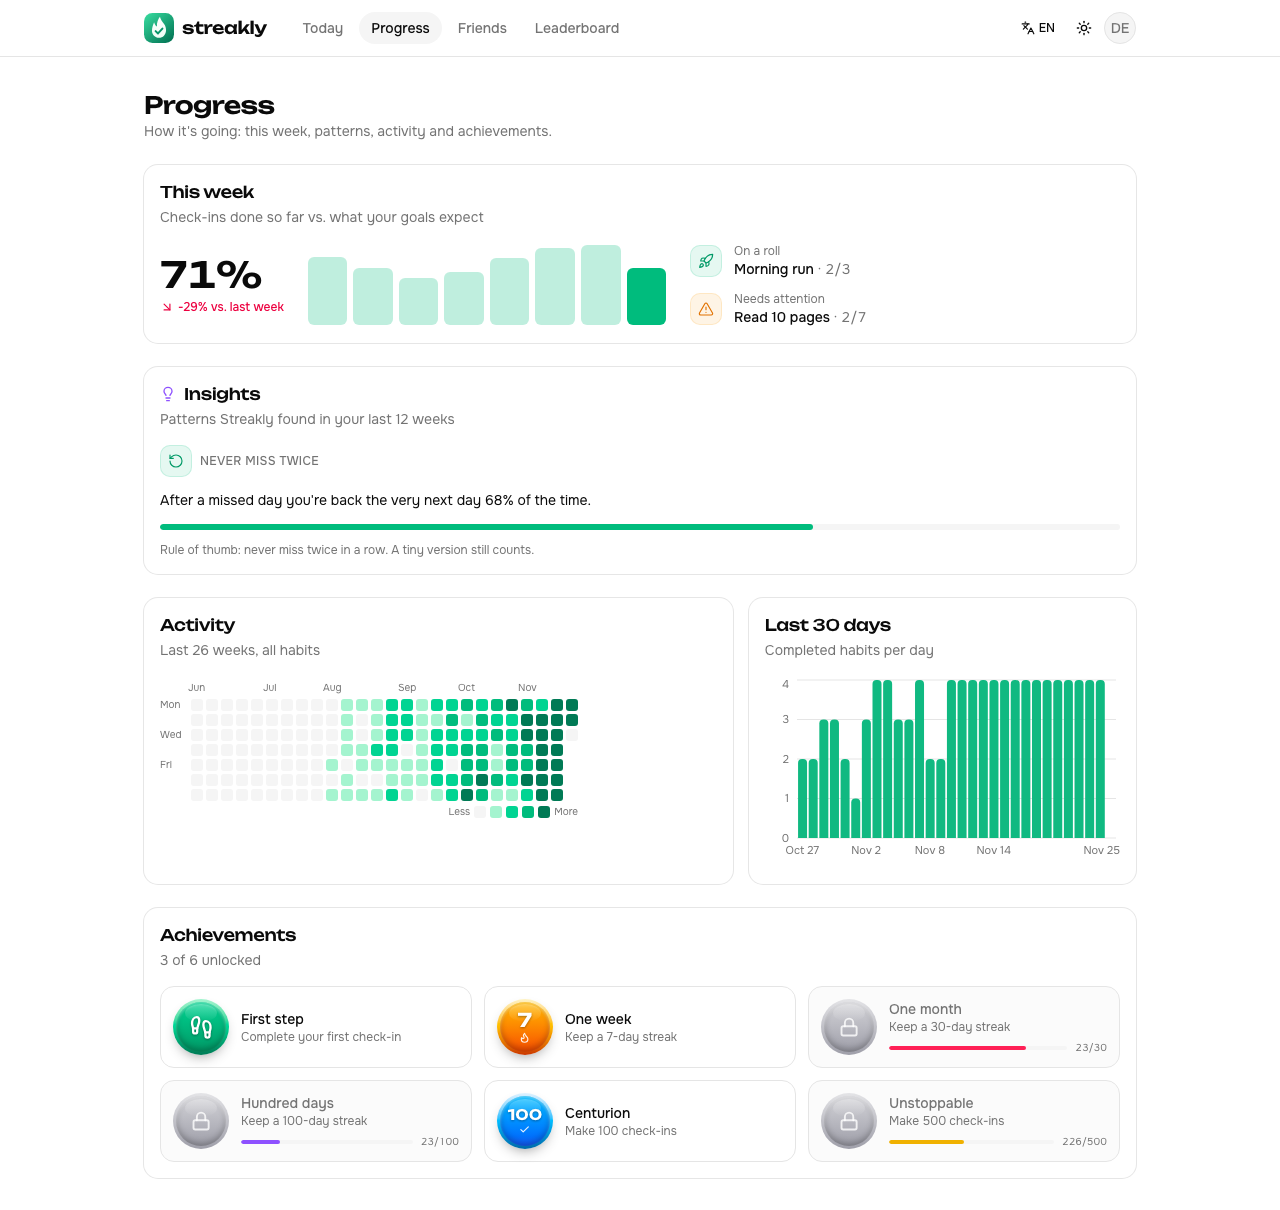 streakly
Today
Progress
Friends
Leaderboard
EN
DE
Progress
How it's going: this week, patterns, activity and achievements.
This week
Check-ins done so far vs. what your goals expect
71%
-29% vs. last week
On a roll
Morning run · 2/3
Needs attention
Read 10 pages · 2/7
Insights
Patterns Streakly found in your last 12 weeks
NEVER MISS TWICE
After a missed day you're back the very next day 68% of the time.
Rule of thumb: never miss twice in a row. A tiny version still counts.
Activity
Last 26 weeks, all habits
Jun Jul Aug Sep Oct Nov
Mon
Wed
Fri
Less More
Last 30 days
Completed habits per day
4
3
2
1
0
Oct 27 Nov 2 Nov 8 Nov 14 Nov 25
Achievements
3 of 6 unlocked
First step
Complete your first check-in
7
One week
Keep a 7-day streak
One month
Keep a 30-day streak
23/30
Hundred days
Keep a 100-day streak
23/100
100
Centurion
Make 100 check-ins
Unstoppable
Make 500 check-ins
226/500